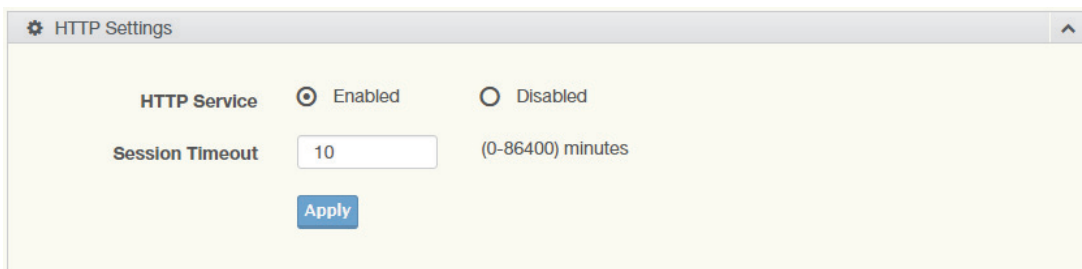 HTTP Settings
HTTP Service Enabled Disabled
Session Timeout 10 (0-86400) minutes
Apply